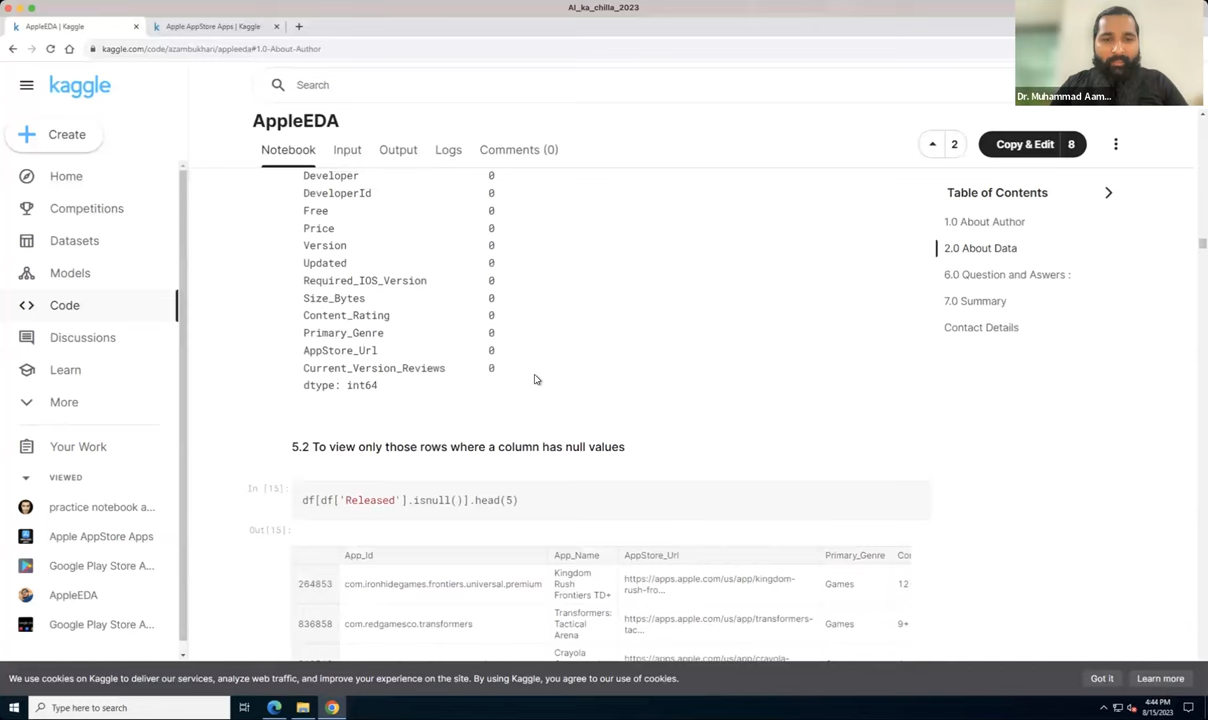 AI_ka_chilla_2023
AppleEDA | Kaggle
Apple AppStore Apps | Kaggle
kaggle.com/code/azambukhari/appleeda#1.0-About-Author
Dr. Muhammad Aam...
kaggle
Search
Create
Home
Competitions
Datasets
Models
Code
Discussions
Learn
More
Your Work
VIEWED
practice notebook a...
Apple AppStore Apps
Google Play Store A...
AppleEDA
Google Play Store A...
AppleEDA
2
Copy & Edit 8
Notebook Input Output Logs Comments (0)
Developer 0
DeveloperId 0
Free 0
Price 0
Version 0
Updated 0
Required_IOS_Version 0
Size_Bytes 0
Content_Rating 0
Primary_Genre 0
AppStore_Url 0
Current_Version_Reviews 0
dtype: int64
5.2 To view only those rows where a column has null values
In [15]:
df[df['Released'].isnull()].head(5)
Out[15]:
App_Id App_Name AppStore_Url Primary_Genre Con
264853 com.ironhidegames.frontiers.universal.premium Kingdom Rush Frontiers TD+ https://apps.apple.com/us/app/kingdom-rush-fro... Games 12
836858 com.redgamesco.transformers Transformers: Tactical Arena https://apps.apple.com/us/app/transformers-tac... Games 9+
Crayola https://apps.apple.com/us/app/crayola-
Table of Contents
1.0 About Author
2.0 About Data
6.0 Question and Aswers :
7.0 Summary
Contact Details
We use cookies on Kaggle to deliver our services, analyze web traffic, and improve your experience on the site. By using Kaggle, you agree to our use of cookies.
Got it
Learn more
Type here to search
4:44 PM
8/15/2023